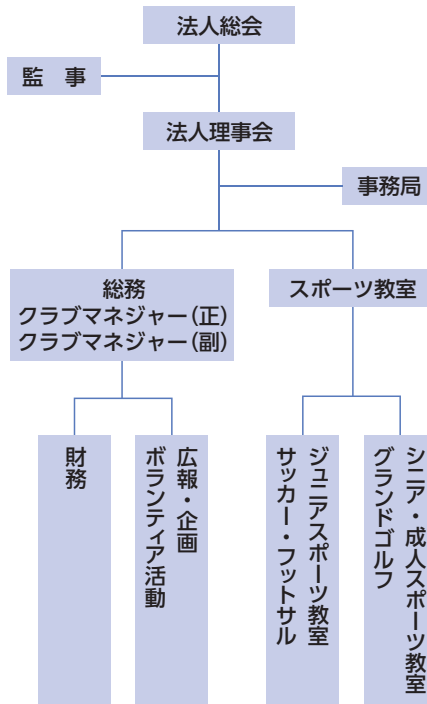 法人総会
監　事
法人理事会
事務局
総務
クラブマネジャー（正）
クラブマネジャー（副）
スポーツ教室
財務
広報・企画
ボランティア活動
ジュニアスポーツ教室
サッカー・フットサル
シニア・成人スポーツ教室
グランドゴルフ